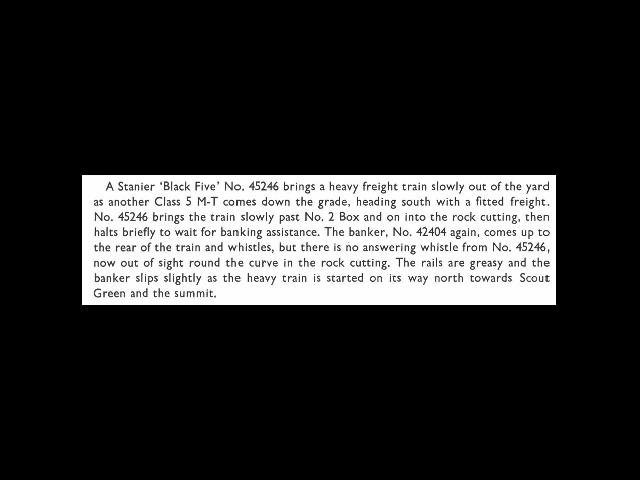 A Stanier ‘Black Five’ No. 45246 brings a heavy freight train slowly out of the yard
as another Class 5 M-T comes down the grade, heading south with a fitted freight.
No. 45246 brings the train slowly past No. 2 Box and on into the rock cutting, then
halts briefly to wait for banking assistance. The banker, No. 42404 again, comes up to
the rear of the train and whistles, but there is no answering whistle from No. 45246,
now out of sight round the curve in the rock cutting. The rails are greasy and the
banker slips slightly as the heavy train is started on its way north towards Scout
Green and the summit.